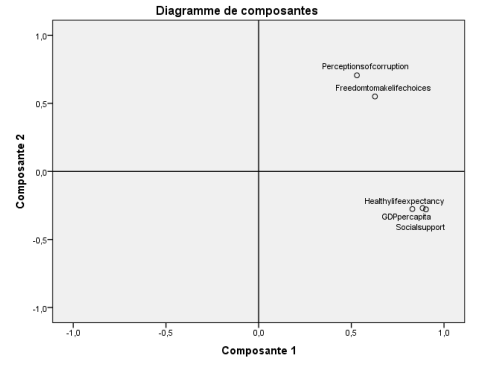 Diagramme de composantes
1,0
Perceptionsofcorruption
Freedomtomakelifechoices
0,5
Composante 2
0,0
Healthylifeexpectancy
GDPpercapita
Socialsupport
-0,5
-1,0
-1,0 -0,5 0,0 0,5 1,0
Composante 1